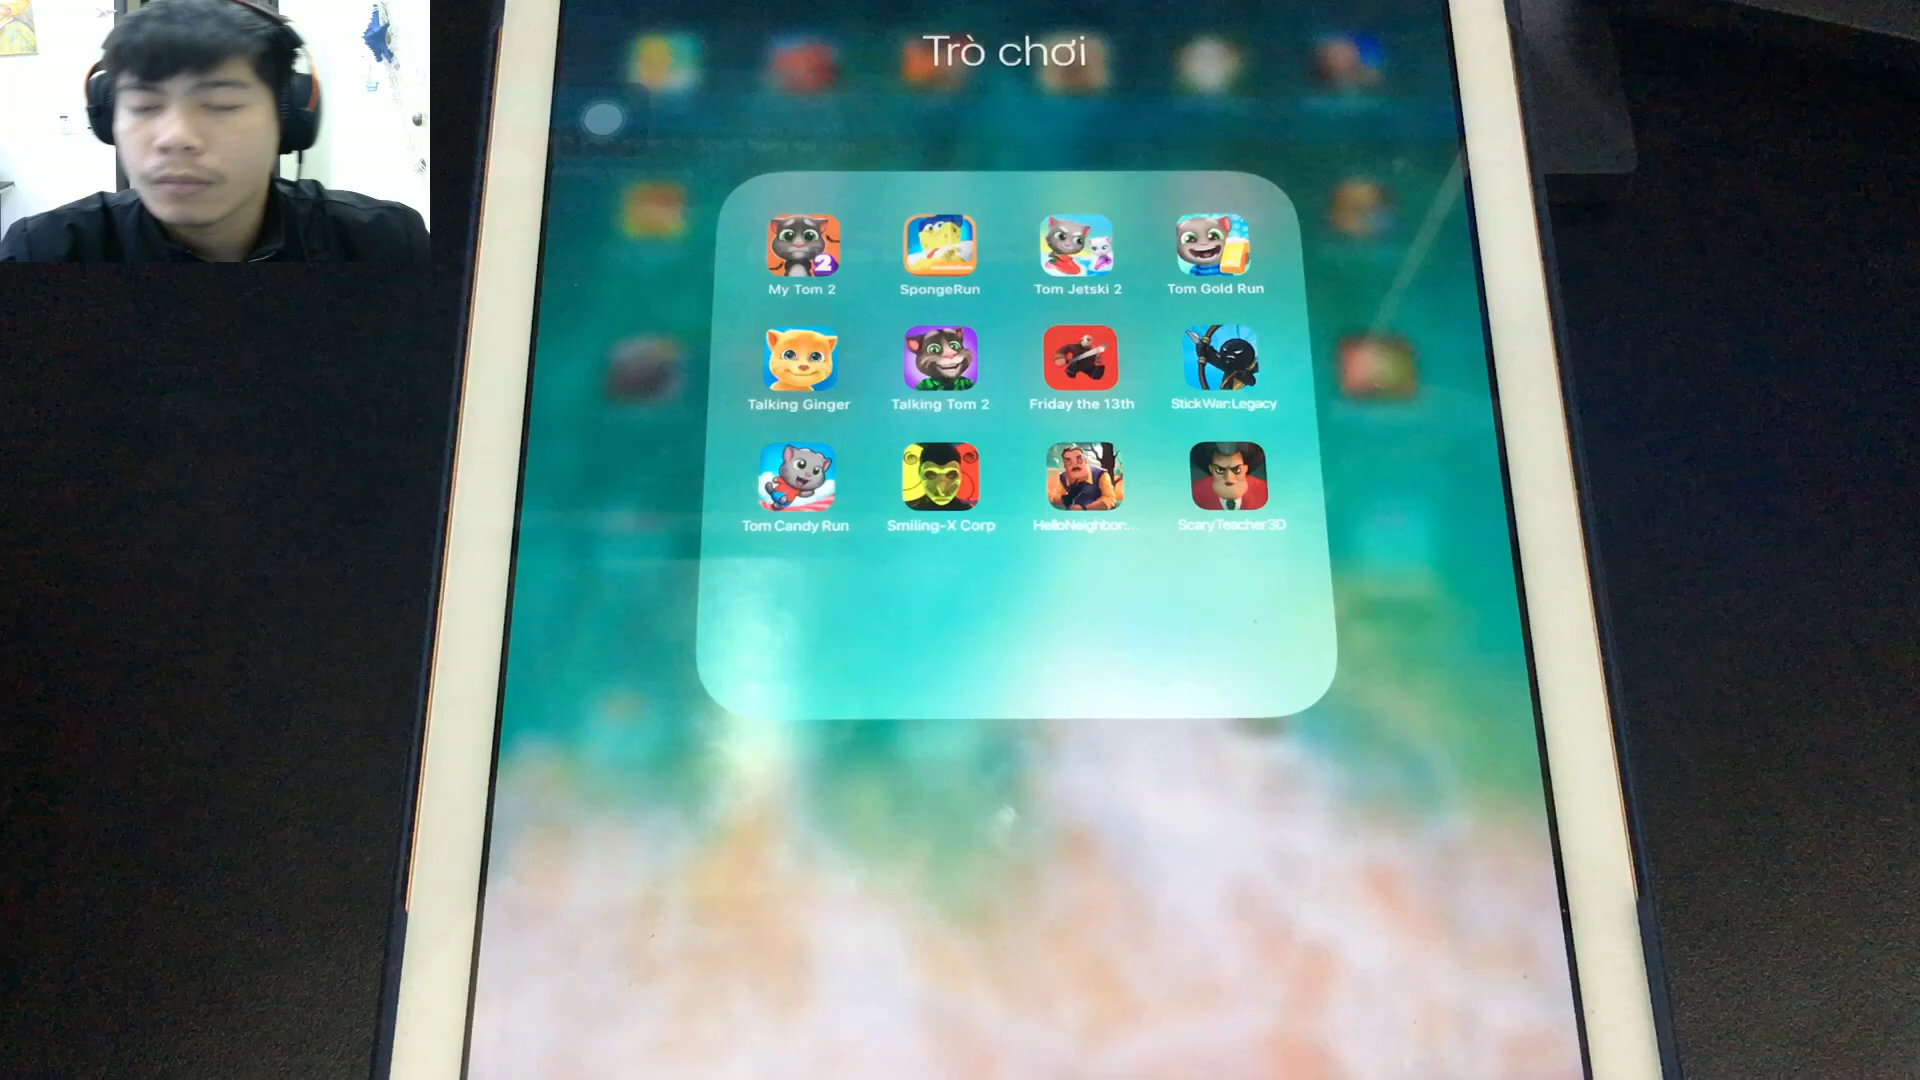 Trò chơi
My Tom 2
SpongeRun
Tom Jetski 2
Tom Gold Run
Talking Ginger
Talking Tom 2
Friday the 13th
StickWar:Legacy
Tom Candy Run
Smiling-X Corp
HelloNeighbor:...
ScaryTeacher3D